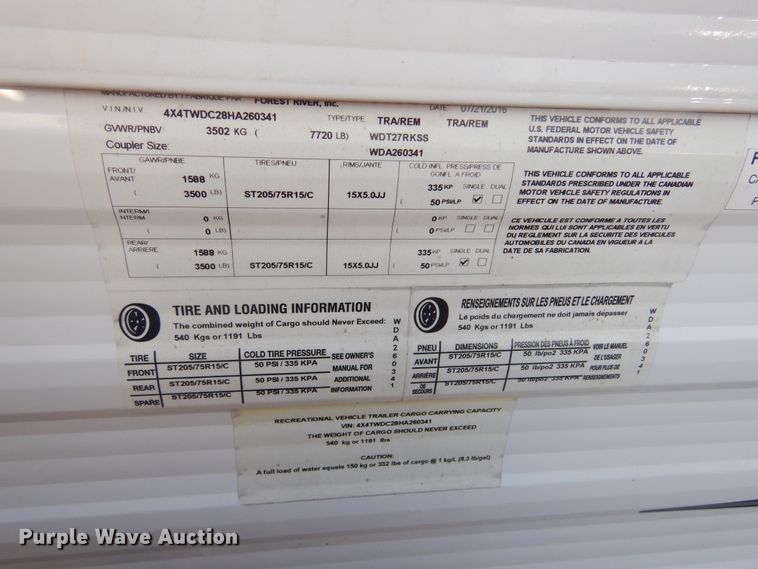 MANUFACTURED BY / FABRIQUE PAR FOREST RIVER, Inc. DATE 07/21/2016
V I N./N.I.V 4X4TWDC28HA260341 TYPE/TYPE TRA/REM TRA/REM
GVWR/PNBV 3502 KG ( 7720 LB) WDT27RKSS
Coupler Size: WDA260341
GAWR/PNBE TIRES/PNEU RIMS/JANTE COLD INFL PRESS/PRESS DE GONFL A FROID
FRONT/ AVANT 1588 KG 335 KP SINGLE DUAL
( 3500 LB) ST205/75R15/C 15X5.0JJ ( 50 PSI/LP
INTERM/ INTERM 0 KG 0 KP SINGLE DUAL
( 0 LB) ( 0 PSI/LP
REAR/ ARRIERE 1588 KG 335 KP SINGLE DUAL
( 3500 LB) ST205/75R15/C 15X5.0JJ ( 50 PSI/LP
THIS VEHICLE CONFORMS TO ALL APPLICABLE
U.S. FEDERAL MOTOR VEHICLE SAFETY
STANDARDS IN EFFECT ON THE DATE OF
MANUFACTURE SHOWN ABOVE.
THIS VEHICLE CONFORMS TO ALL APPLICABLE
STANDARDS PRESCRIBED UNDER THE CANADIAN
MOTOR VEHICLE SAFETY REGULATIONS IN
EFFECT ON THE DATE OF MANUFACTURE.
CE VEHICULE EST CONFORME A TOUTES LES
NORMES QUI LUI SONT APPLICABLES EN VERTU
DU REGLEMENT SUR LA SECURITE DES VEHICULES
AUTOMOBILES DU CANADA EN VIGUEUR A LA
DATE DE SA FABRICATION.
TIRE AND LOADING INFORMATION
The combined weight of Cargo should Never Exceed:
540 Kgs or 1191 Lbs
TIRE SIZE COLD TIRE PRESSURE SEE OWNER'S
FRONT ST205/75R15/C 50 PSI / 335 KPA MANUAL FOR
REAR ST205/75R15/C 50 PSI / 335 KPA ADDITIONAL
SPARE ST205/75R15/C 50 PSI / 335 KPA INFORMATION
WDA260341
RENSEIGNEMENTS SUR LES PNEUS ET LE CHARGEMENT
Le poids du chargement ne doit jamais dépasser
540 Kgs or 1191 Lbs
PNEU DIMENSIONS PRESSION DES PNEUS À FROID VOIR LE MANUEL
AVANT ST205/75R15/C 50 lb/po2 335 KPA DE L'USAGER
ARRIÈRE ST205/75R15/C 50 lb/po2 335 KPA POUR PLUS DE
DE SECOURS ST205/75R15/C 50 lb/po2 335 KPA RENSEIGNEMENTS
WDA260341
RECREATIONAL VEHICLE TRAILER CARGO CARRYING CAPACITY
VIN: 4X4TWDC28HA260341
THE WEIGHT OF CARGO SHOULD NEVER EXCEED
540 kg or 1191 lbs
CAUTION:
A full load of water equals 150 kg or 332 lbs of cargo @ 1 kg/L (8.3 lb/gal)
Purple Wave Auction